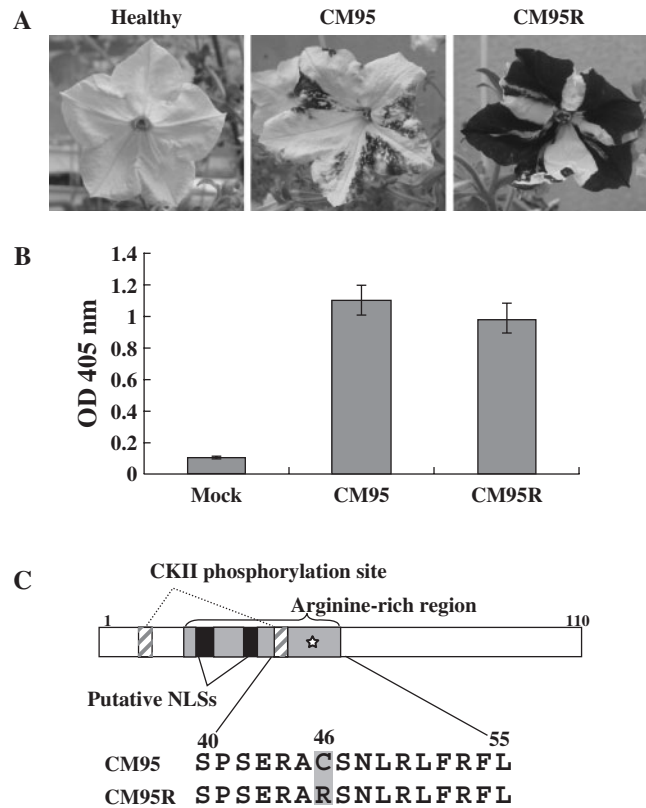 A
Healthy CM95 CM95R
B
OD 405 nm
1.4
1.2
1
0.8
0.6
0.4
0.2
0
Mock CM95 CM95R
C
CKII phosphorylation site
Arginine-rich region
1 110
Putative NLSs
40 46 55
CM95 SPSERACSNLRLFRFL
CM95R SPSERARSNLRLFRFL